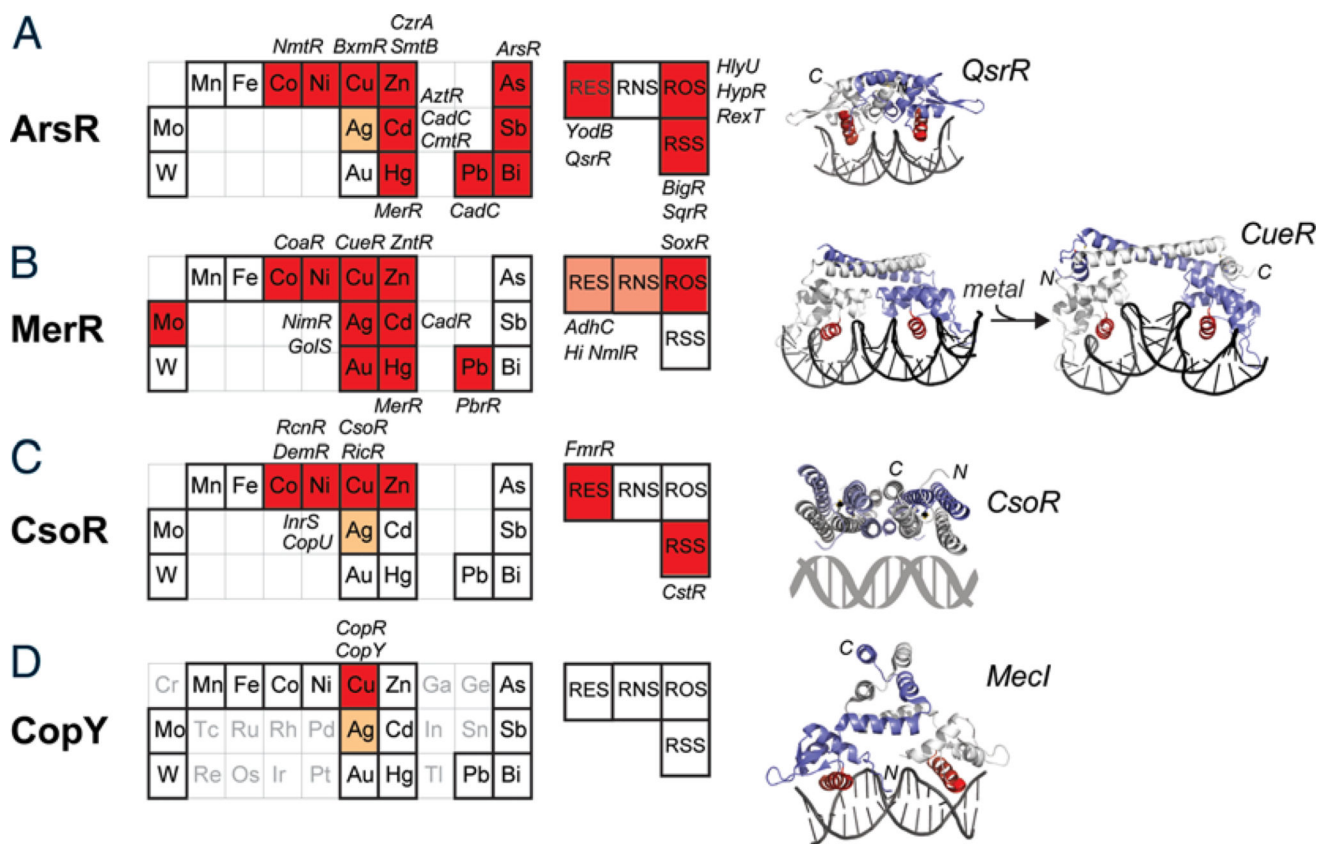 A
ArsR
NmtR BxmR CzrA
SmtB
ArsR
Mn Fe Co Ni Cu Zn As
Mo Ag Cd Sb
W Au Hg Pb Bi
AztR
CadC
CmtR
MerR CadC
RES RNS ROS
RSS
YodB
QsrR
HlyU
HypR
RexT
BigR
SqrR
C N
QsrR
B
MerR
CoaR CueR ZntR
Mn Fe Co Ni Cu Zn As
Mo Ag Cd Sb
W Au Hg Pb Bi
NimR
GolS
CadR
MerR PbrR
SoxR
RES RNS ROS
RSS
AdhC
Hi NmlR
metal
N C
CueR
C
CsoR
RcnR CsoR
DemR RicR
Mn Fe Co Ni Cu Zn As
Mo Ag Cd Sb
W Au Hg Pb Bi
InrS
CopU
FmrR
RES RNS ROS
RSS
CstR
C N
CsoR
D
CopY
CopR
CopY
Cr Mn Fe Co Ni Cu Zn Ga Ge As
Mo Tc Ru Rh Pd Ag Cd In Sn Sb
W Re Os Ir Pt Au Hg Tl Pb Bi
RES RNS ROS
RSS
C
N
MecI